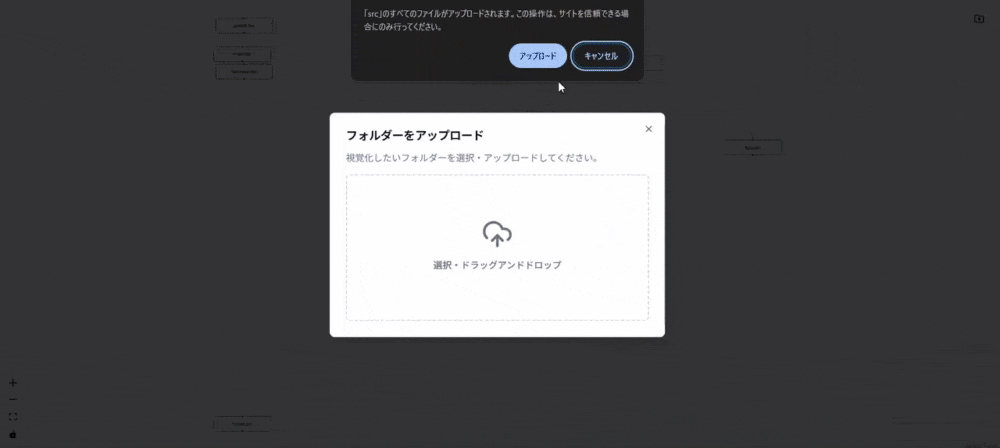 「src」のすべてのファイルがアップロードされます。この操作は、サイトを信頼できる場
合にのみ行ってください。
アップロード
キャンセル
フォルダーをアップロード
視覚化したいフォルダーを選択・アップロードしてください。
選択・ドラッグアンドドロップ